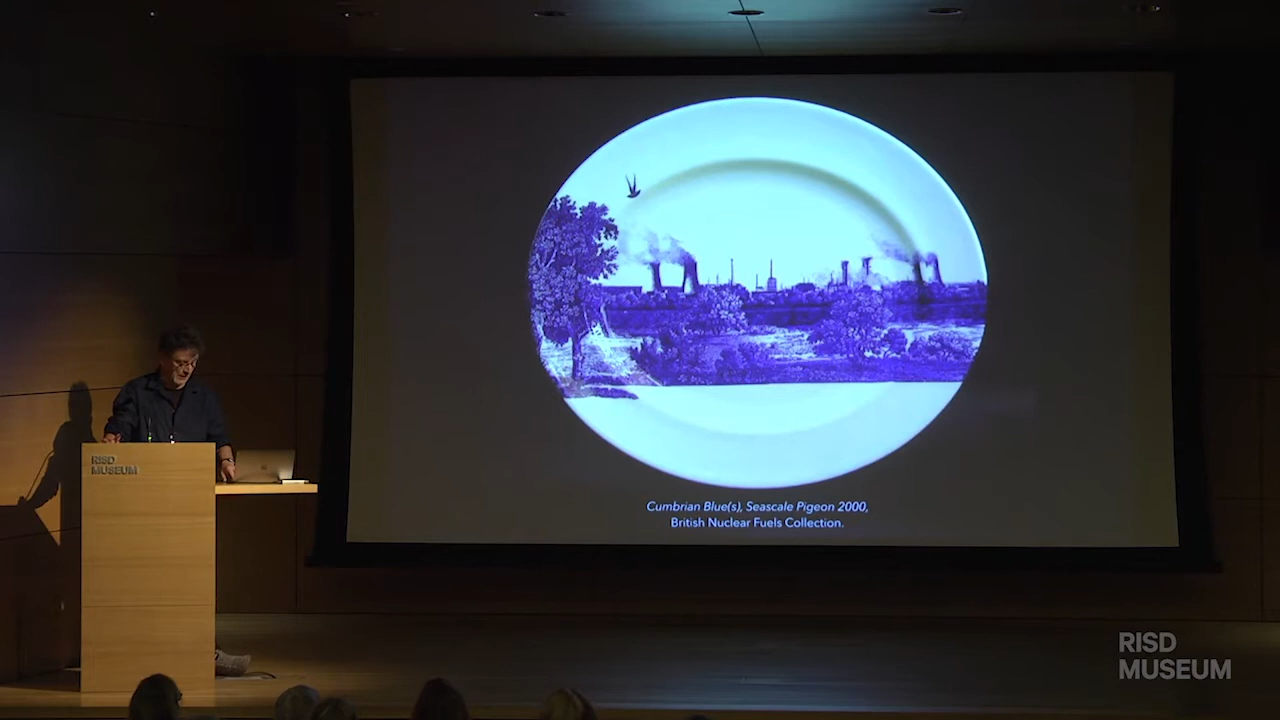 Cumbrian Blue(s), Seascale Pigeon 2000,
British Nuclear Fuels Collection.
RISD
MUSEUM
RISD
MUSEUM